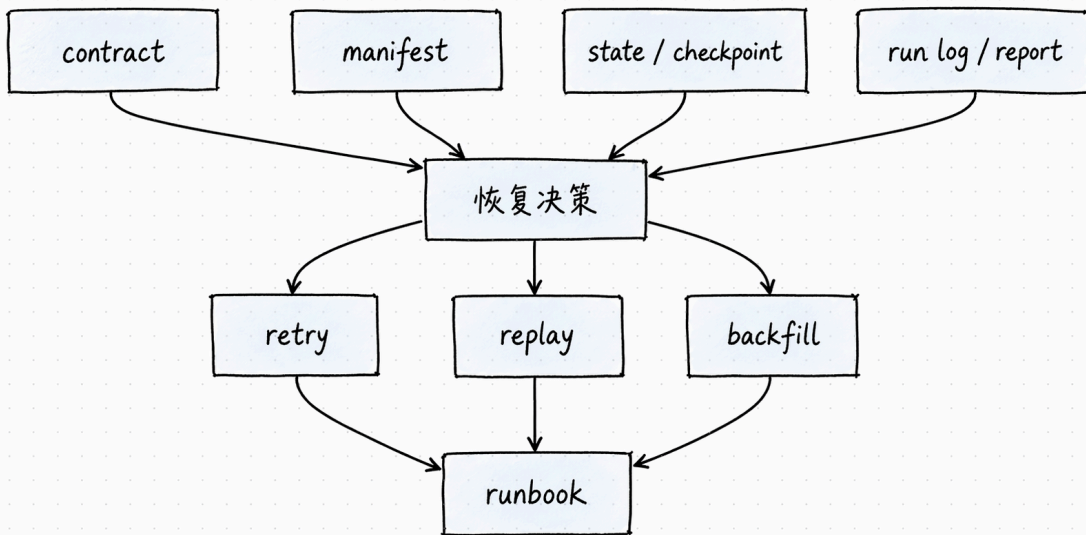 contract
manifest
state / checkpoint
run log / report
恢复决策
retry
replay
backfill
runbook